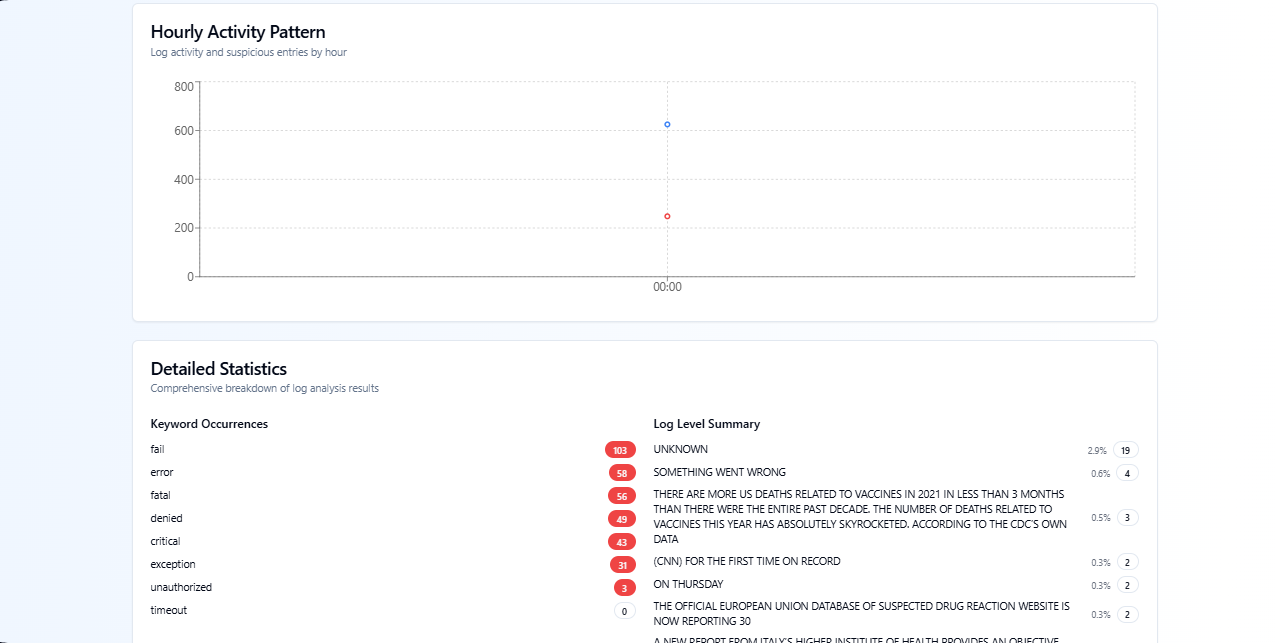 Hourly Activity Pattern
Log activity and suspicious entries by hour
800
600
400
200
0
00:00
Detailed Statistics
Comprehensive breakdown of log analysis results
Keyword Occurrences
fail 103
error 58
fatal 56
denied 49
critical 43
exception 31
unauthorized 3
timeout 0
Log Level Summary
UNKNOWN 2.9% 19
SOMETHING WENT WRONG 0.6% 4
THERE ARE MORE US DEATHS RELATED TO VACCINES IN 2021 IN LESS THAN 3 MONTHS
THAN THERE WERE THE ENTIRE PAST DECADE. THE NUMBER OF DEATHS RELATED TO
VACCINES THIS YEAR HAS ABSOLUTELY SKYROCKETED. ACCORDING TO THE CDC'S OWN
DATA
0.5% 3
(CNN) FOR THE FIRST TIME ON RECORD 0.3% 2
ON THURSDAY 0.3% 2
THE OFFICIAL EUROPEAN UNION DATABASE OF SUSPECTED DRUG REACTION WEBSITE IS
NOW REPORTING 30
0.3% 2
A NEW REPORT FROM ITALY'S HIGHER INSTITUTE OF HEALTH PROVIDES AN OBJECTIVE